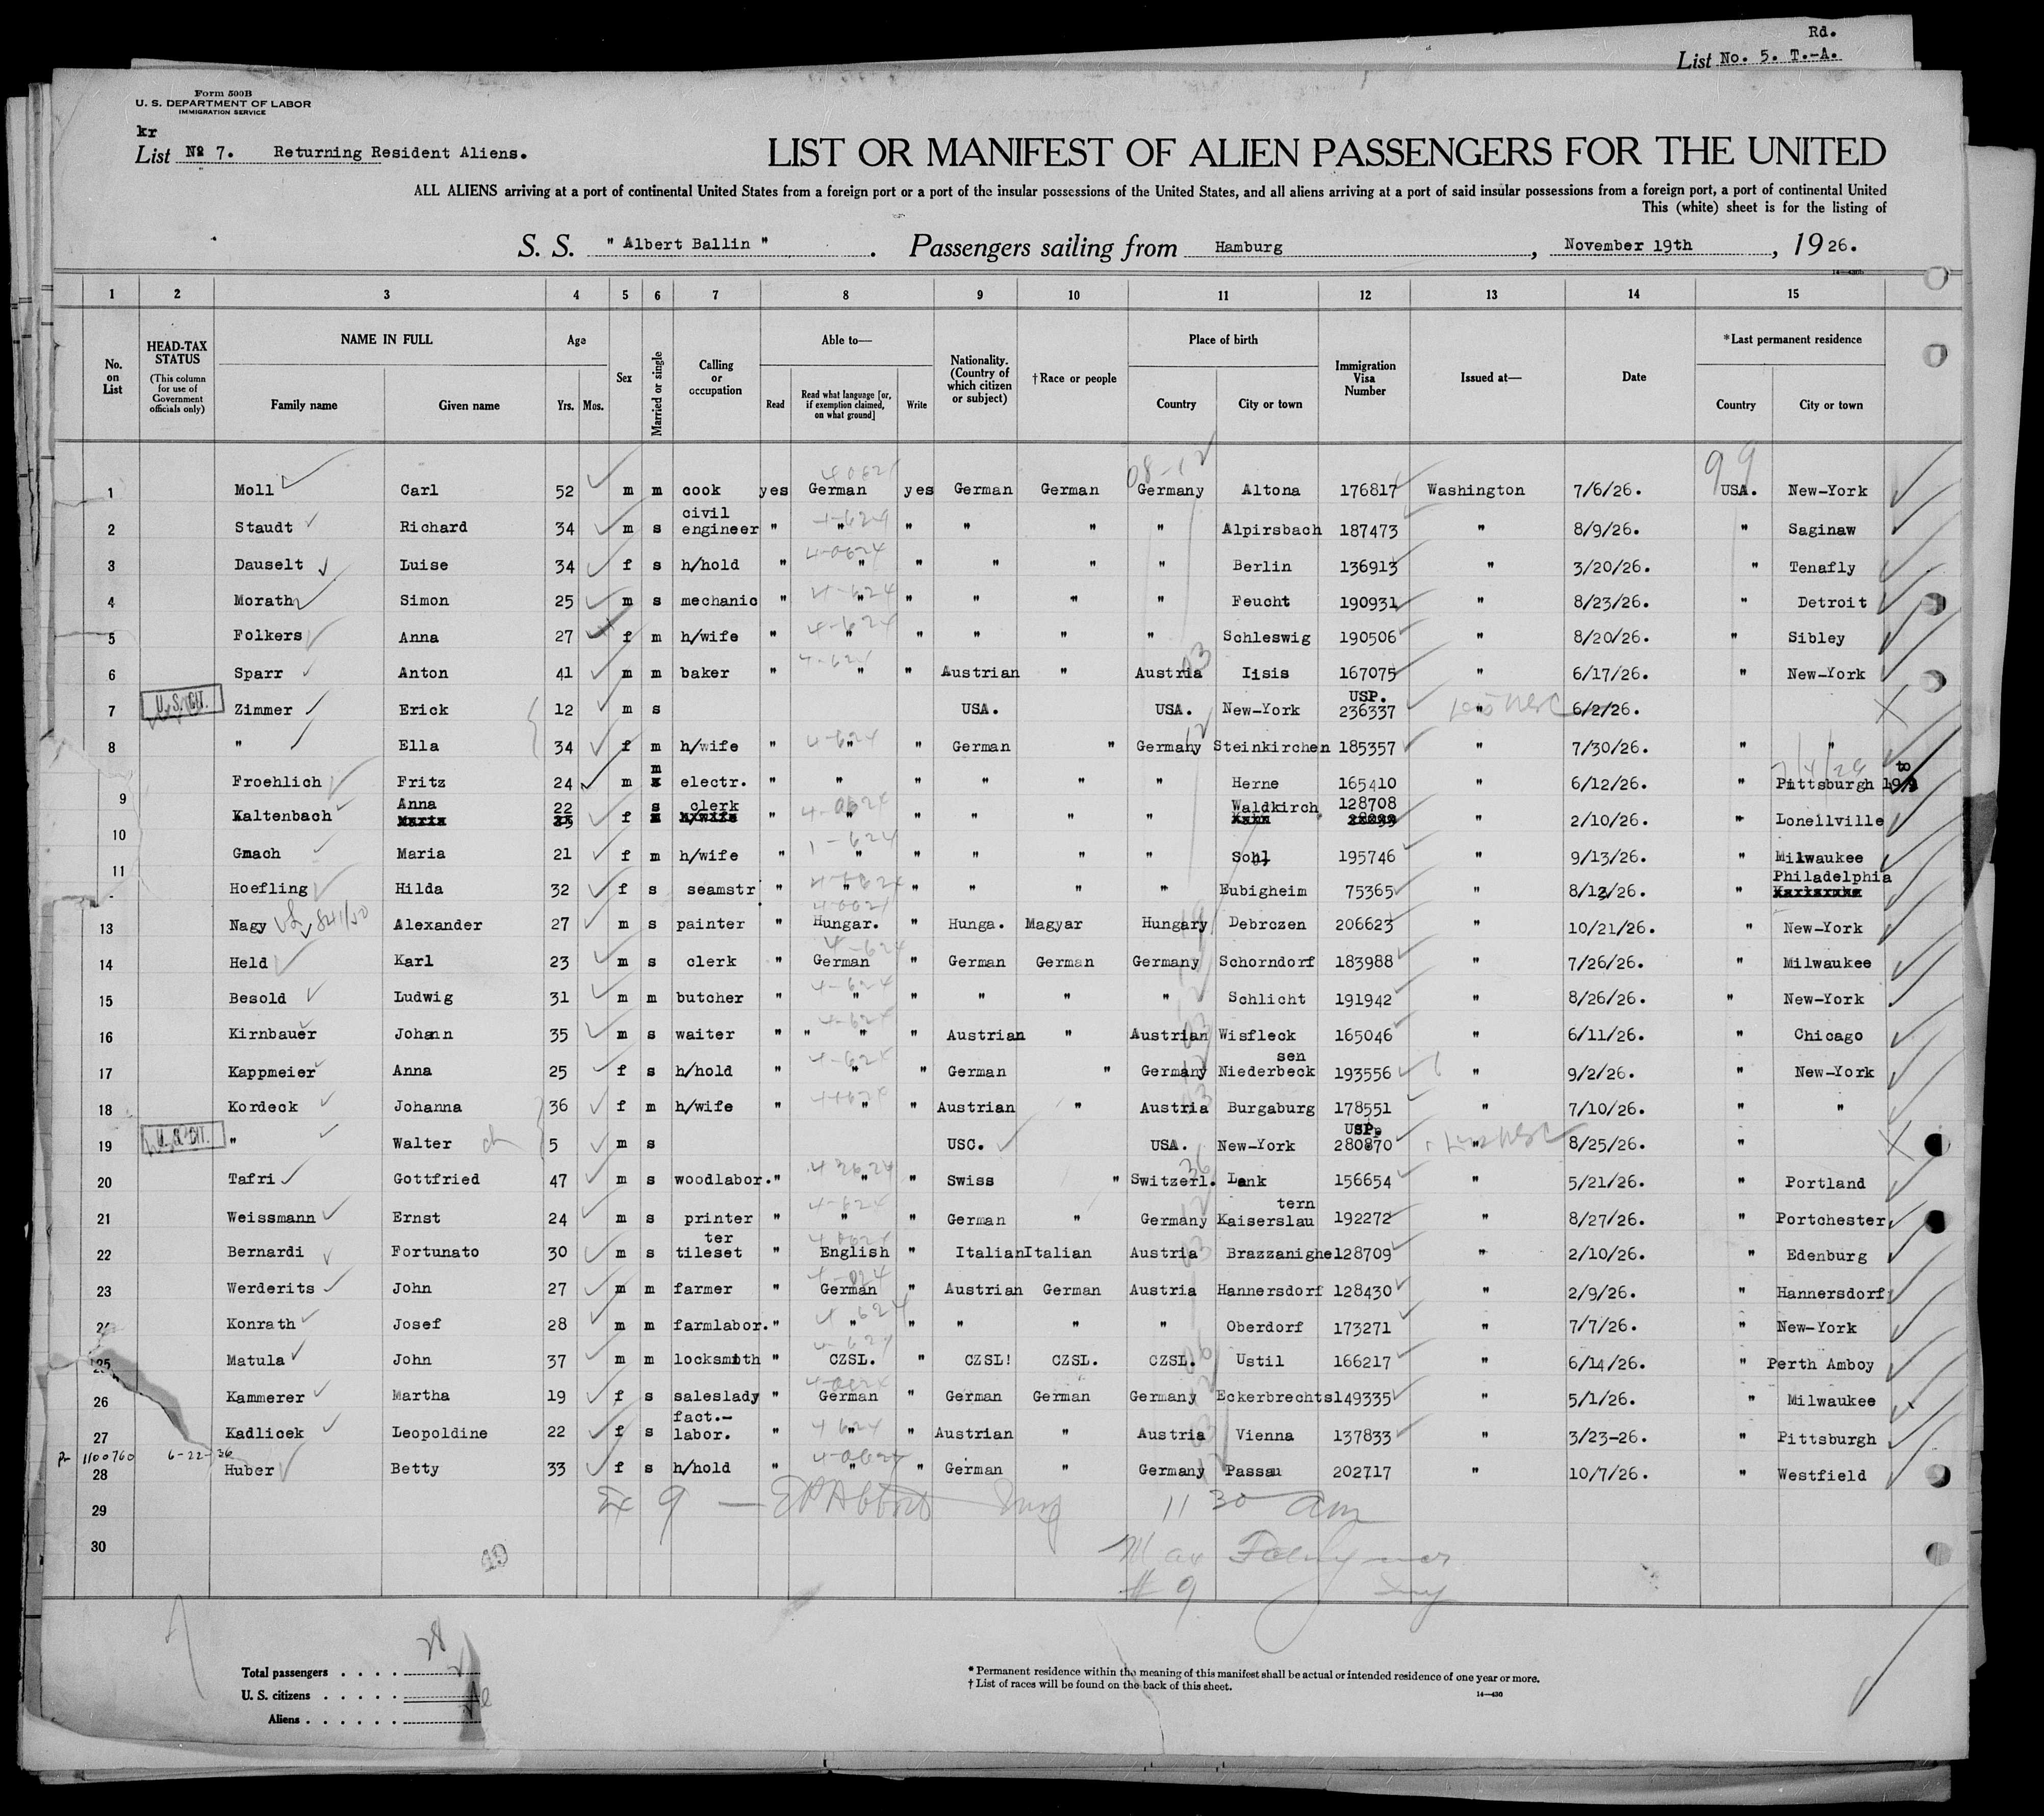 Rd.
List No. 5. T.-A.
Form 500B
U. S. DEPARTMENT OF LABOR
IMMIGRATION SERVICE
kr
List No 7. Returning Resident Aliens.
LIST OR MANIFEST OF ALIEN PASSENGERS FOR THE UNITED
ALL ALIENS arriving at a port of continental United States from a foreign port or a port of the insular possessions of the United States, and all aliens arriving at a port of said insular possessions from a foreign port, a port of continental United
This (white) sheet is for the listing of
S. S. " Albert Ballin " . Passengers sailing from Hamburg , November 19th , 1926.
1 2 3 4 5 6 7 8 9 10 11 12 13 14 15
No. on List
HEAD-TAX STATUS (This column for use of Government officials only)
NAME IN FULL Family name Given name
Age Yrs. Mos.
Sex
Married or single
Calling or occupation
Able to— Read Read what language [or, if exemption claimed, on what ground] Write
Nationality. (Country of which citizen or subject)
†Race or people
Place of birth Country City or town
Immigration Visa Number
Issued at—
Date
*Last permanent residence Country City or town
1 Moll Carl 52 m m cook yes German yes German German Germany Altona 176817 Washington 7/6/26. USA. New-York
2 Staudt Richard 34 m s civil engineer " " " " " " Alpirsbach 187473 " 8/9/26. " Saginaw
3 Dauselt Luise 34 f s h/hold " " " " " " Berlin 136913 " 3/20/26. " Tenafly
4 Morath Simon 25 m s mechanic " " " " " " Feucht 190931 " 8/23/26. " Detroit
5 Folkers Anna 27 f m h/wife " " " " " " Schleswig 190506 " 8/20/26. " Sibley
6 Sparr Anton 41 m m baker " " " Austrian " Austria Iisis 167075 " 6/17/26. " New-York
7 U.S. CIT. Zimmer Erick 12 m s USA. USA. New-York USP. 236337 " 6/2/26.
8 " Ella 34 f m h/wife " " " German " Germany Steinkirchen 185357 " 7/30/26. " "
9 Froehlich Fritz 24 m m electr. " " " " " " Herne 165410 " 6/12/26. " Pittsburgh
10 Kaltenbach Anna 22 f s clerk " " " " " " Waldkirch 128708 " 2/10/26. " Lonellville
11 Gmach Maria 21 f m h/wife " " " " " " Sohl 195746 " 9/13/26. " Milwaukee
Hoefling Hilda 32 f s seamstr " " " " " " Eubigheim 75365 " 8/12/26. " Philadelphia
13 Nagy Alexander 27 m s painter " Hungar. " Hunga. Magyar Hungary Debrczen 206623 " 10/21/26. " New-York
14 Held Karl 23 m s clerk " German " German German Germany Schorndorf 183988 " 7/26/26. " Milwaukee
15 Besold Ludwig 31 m m butcher " " " " " " Schlicht 191942 " 8/26/26. " New-York
16 Kirnbauer Johann 35 m s waiter " " " " Austrian " Austrian Wisfleck 165046 " 6/11/26. " Chicago
17 Kappmeier Anna 25 f s h/hold " " " German " Germany Niederbeck sen 193556 " 9/2/26. " New-York
18 Kordeck Johanna 36 f m h/wife " " " Austrian " Austria Burgaburg 178551 " 7/10/26. " "
19 U.S. CIT. " Walter 5 m s USC. USA. New-York USP. 280870 " 8/25/26. "
20 Tafri Gottfried 47 m s woodlabor. " " " Swiss " Switzerl. Lenk 156654 " 5/21/26. " Portland
21 Weissmann Ernst 24 m s printer " " " German " Germany Kaiserslau tern 192272 " 8/27/26. " Portchester
22 Bernardi Fortunato 30 m s tileset ter " English " Italian Italian Austria Brazzanighe 128709 " 2/10/26. " Edenburg
23 Werderits John 27 m m farmer " German " Austrian German Austria Hannersdorf 128430 " 2/9/26. " Hannersdorf
24 Konrath Josef 28 m m farmlabor. " " " " " " Oberdorf 173271 " 7/7/26. " New-York
25 Matula John 37 m m locksmith " CZSL. " CZSL! CZSL. CZSL. Ustil 166217 " 6/14/26. " Perth Amboy
26 Kammerer Martha 19 f s saleslady " German " German German Germany Eckerbrechts 149335 " 5/1/26. " Milwaukee
27 Kadlicek Leopoldine 22 f s fact.- labor. " " " Austrian " Austria Vienna 137833 " 3/23-26. " Pittsburgh
1100760 6-22-36
28 Huber Betty 33 f s h/hold " " " German " Germany Passau 202717 " 10/7/26. " Westfield
29 11 30 am
30
# 9
Total passengers . . . . 28
U. S. citizens . . . . .
Aliens . . . . . .
* Permanent residence within the meaning of this manifest shall be actual or intended residence of one year or more.
† List of races will be found on the back of this sheet.
14—430